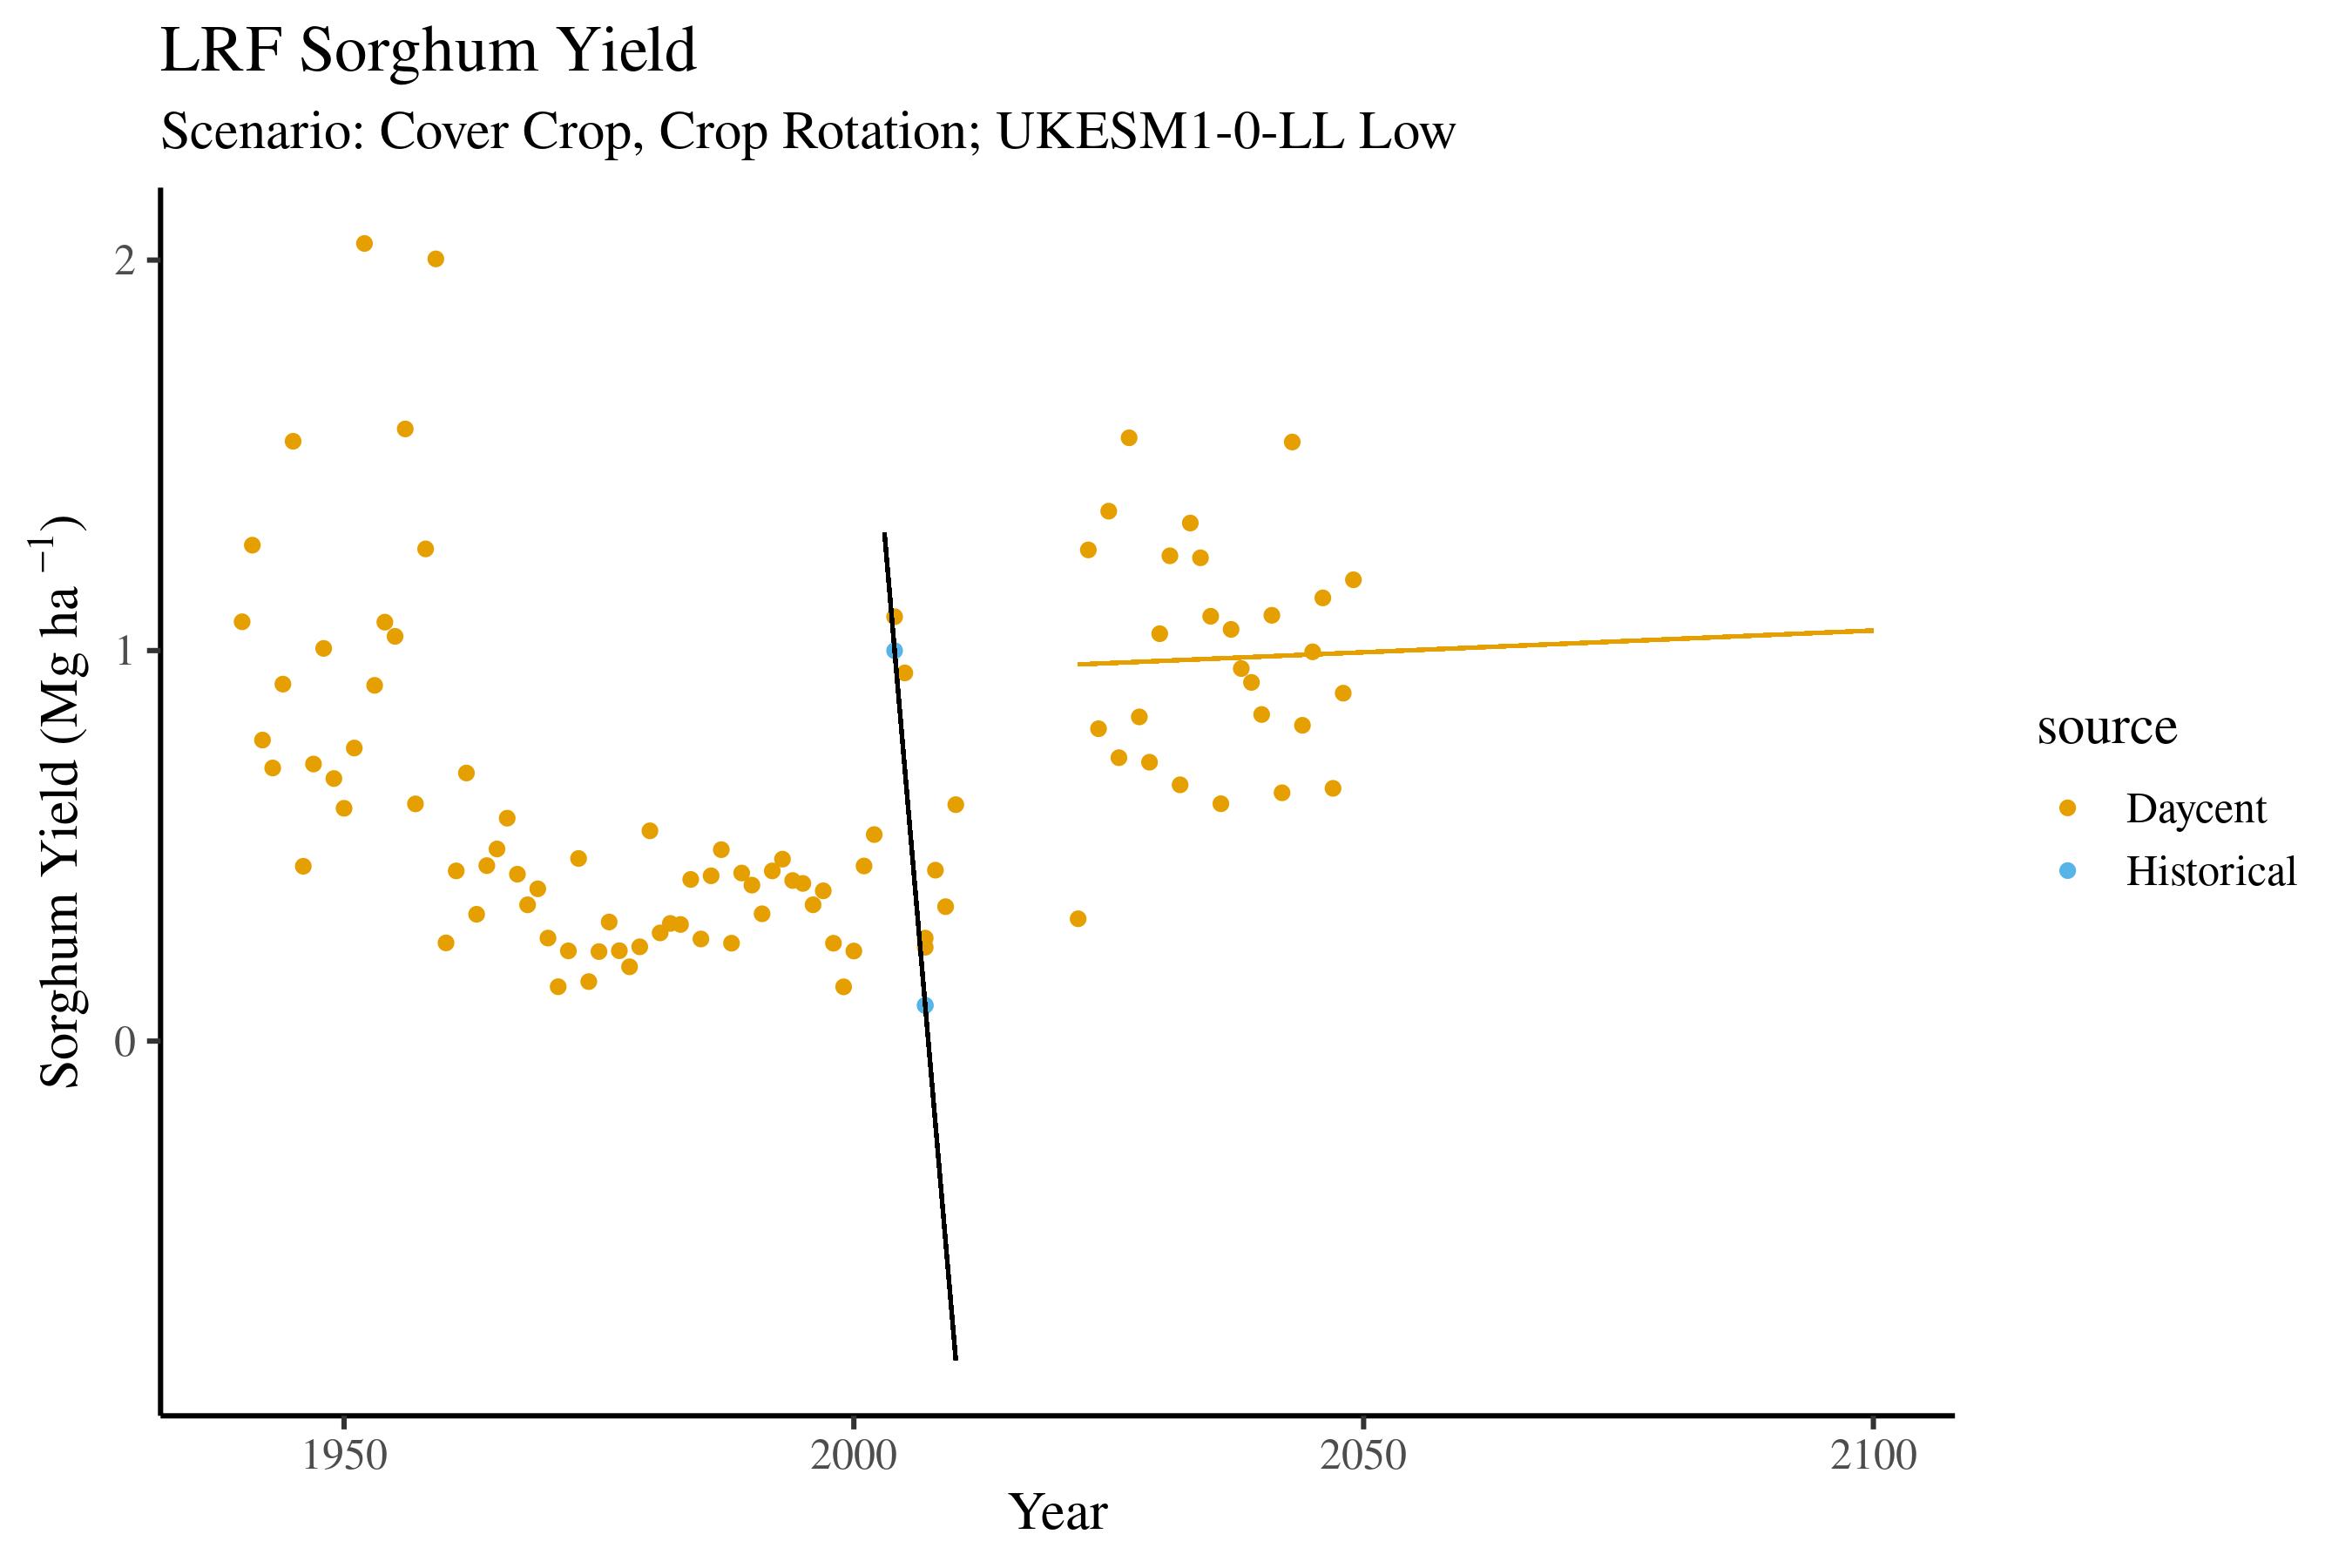 LRF Sorghum Yield
Scenario: Cover Crop, Crop Rotation; UKESM1-0-LL Low
Sorghum Yield (Mg ha −1)
2
1
0
1950
2000
2050
2100
Year
source
Daycent
Historical